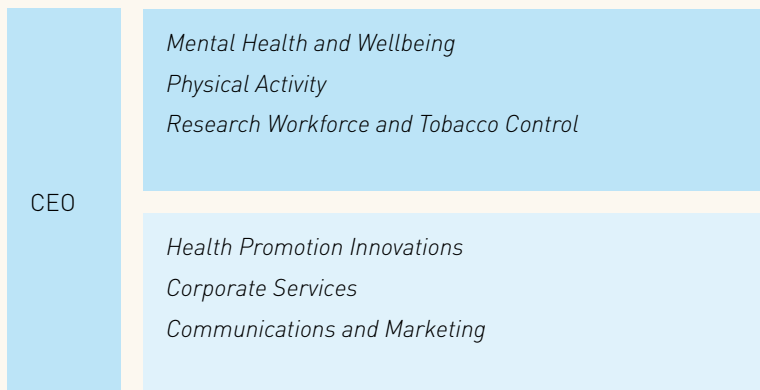 CEO
Mental Health and Wellbeing
Physical Activity
Research Workforce and Tobacco Control
Health Promotion Innovations
Corporate Services
Communications and Marketing